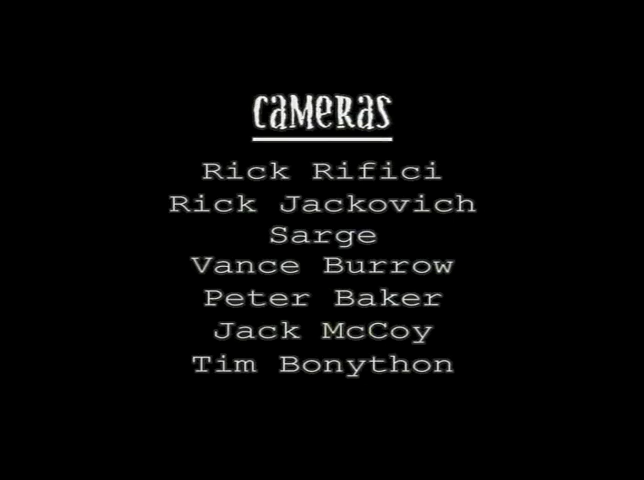 CAMERAS
Rick Rifici
Rick Jackovich
Sarge
Vance Burrow
Peter Baker
Jack McCoy
Tim Bonython